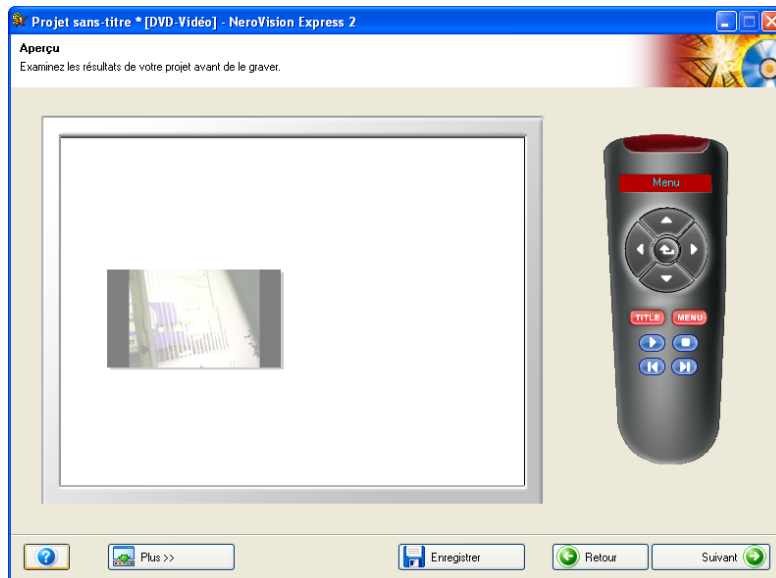 Projet sans-titre * [DVD-Vidéo] - NeroVision Express 2
Aperçu
Examinez les résultats de votre projet avant de le graver.
Menu
TITLE MENU
Plus >>
Enregistrer
Retour
Suivant